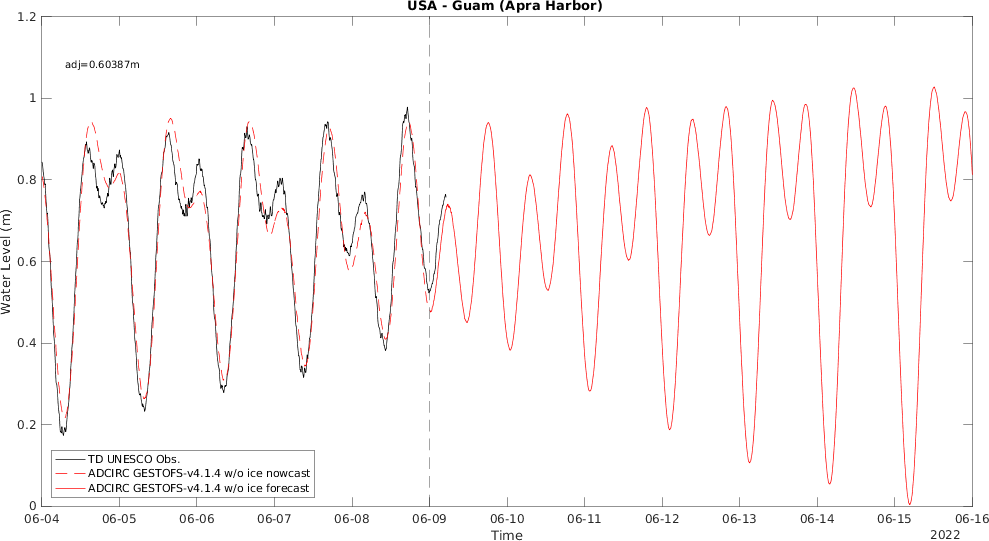 USA - Guam (Apra Harbor)
1.2
adj=0.60387m
1
0.8
0.6
0.4
0.2
0
Water Level (m)
TD UNESCO Obs.
ADCIRC GESTOFS-v4.1.4 w/o ice nowcast
ADCIRC GESTOFS-v4.1.4 w/o ice forecast
06-04 06-05 06-06 06-07 06-08 06-09 06-10 06-11 06-12 06-13 06-14 06-15 06-16
Time
2022